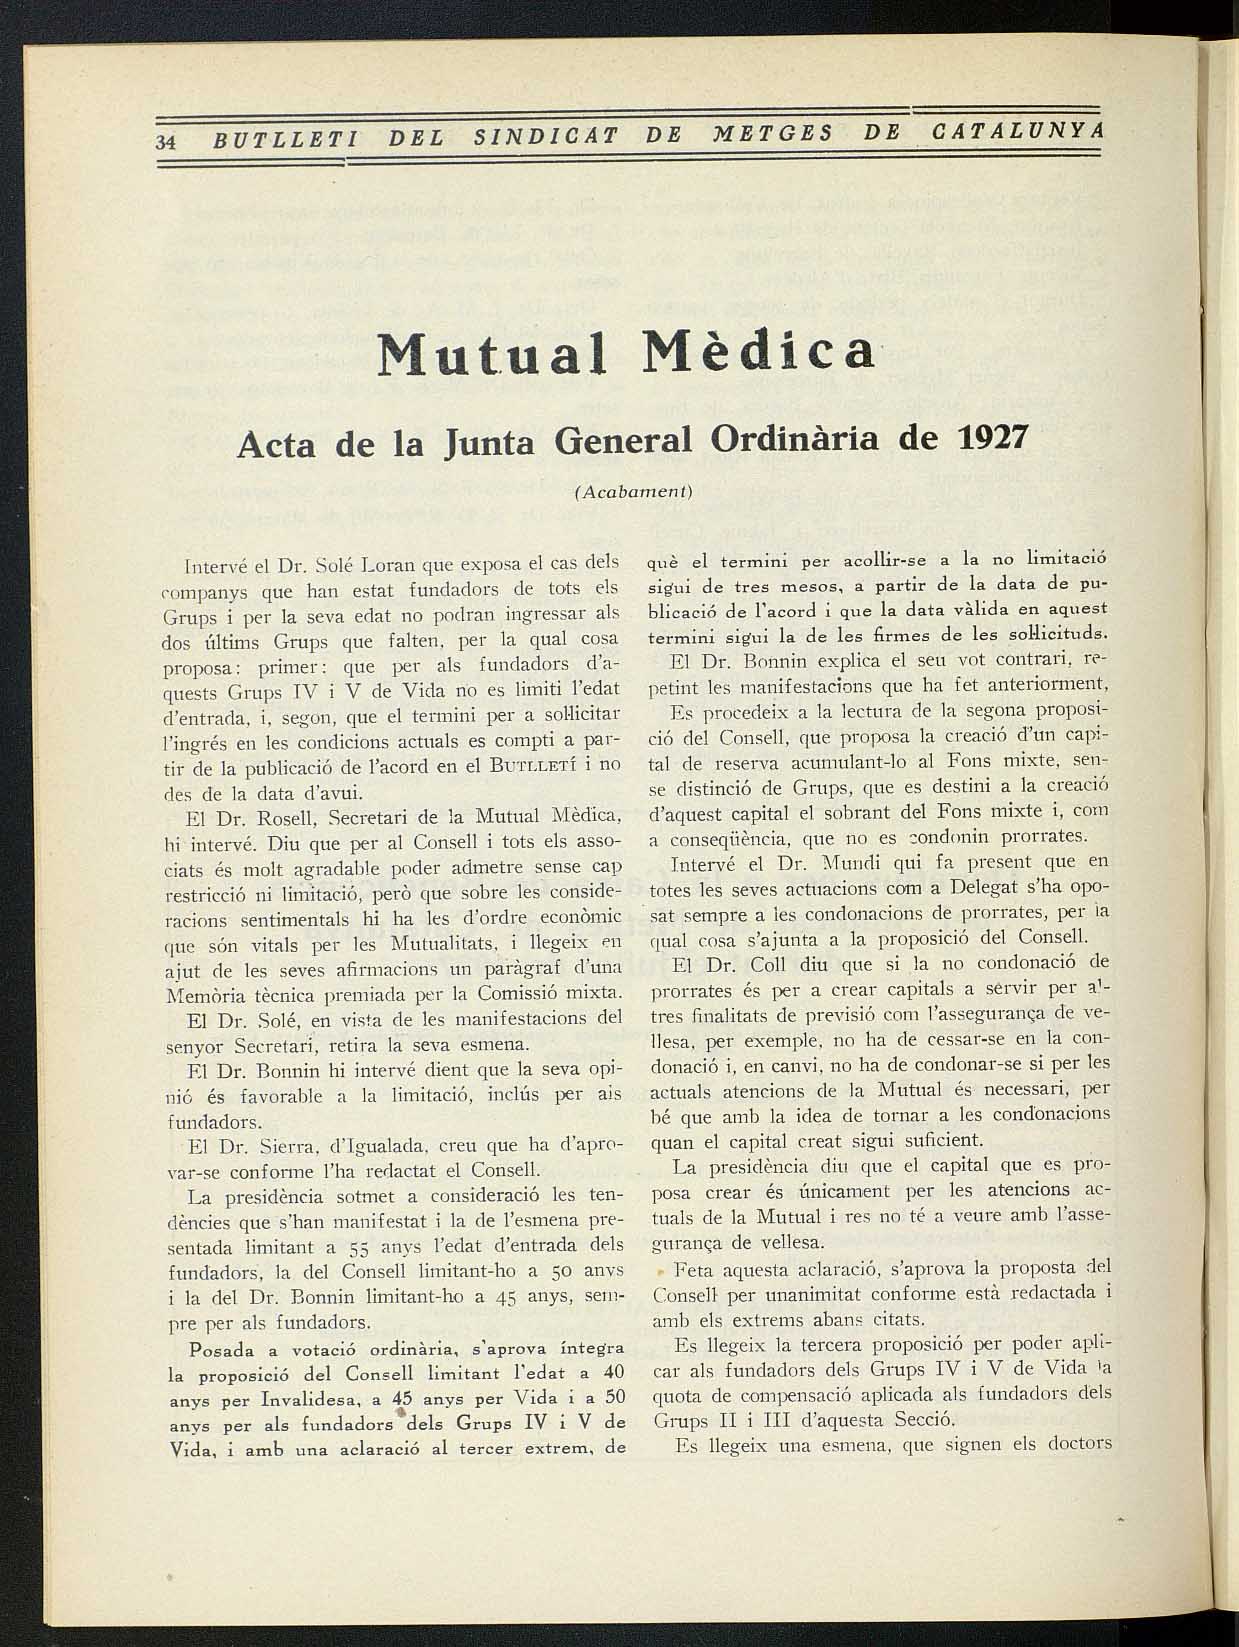 34 BUTLLETI DEL SINDICAT DE METGES DE CATALUNYA
Mutual Mèdica
Acta de la Junta General Ordinària de 1927
(Acabament)
Intervé el Dr. Solé Loran que exposa el cas dels
companys que han estat fundadors de tots els
Grups i per la seva edat no podran ingressar als
dos últims Grups que falten, per la qual cosa
proposa: primer: que per als fundadors d'a-
quests Grups IV i V de Vida no es limiti l'edat
d'entrada, i, segon, que el termini per a sol·licitar
l'ingrés en les condicions actuals es compti a par-
tir de la publicació de l'acord en el BUTLLETÍ i no
des de la data d'avui.
El Dr. Rosell, Secretari de la Mutual Mèdica,
hi intervé. Diu que per al Consell i tots els asso-
ciats és molt agradable poder admetre sense cap
restricció ni limitació, però que sobre les conside-
racions sentimentals hi ha les d'ordre econòmic
que són vitals per les Mutualitats, i llegeix en
ajut de les seves afirmacions un paràgraf d'una
Memòria tècnica premiada per la Comissió mixta.
El Dr. Solé, en vista de les manifestacions del
senyor Secretari, retira la seva esmena.
El Dr. Bonnin hi intervé dient que la seva opi-
nió és favorable a la limitació, inclús per als
fundadors.
El Dr. Sierra, d'Igualada, creu que ha d'apro-
var-se conforme l'ha redactat el Consell.
La presidència sotmet a consideració les ten-
dències que s'han manifestat i la de l'esmena pre-
sentada limitant a 55 anys l'edat d'entrada dels
fundadors, la del Consell limitant-ho a 50 anys
i la del Dr. Bonnin limitant-ho a 45 anys, sem-
pre per als fundadors.
Posada a votació ordinària, s'aprova íntegra
la proposició del Consell limitant l'edat a 40
anys per Invalidesa, a 45 anys per Vida i a 50
anys per als fundadors dels Grups IV i V de
Vida, i amb una aclaració al tercer extrem, de
què el termini per acollir-se a la no limitació
sigui de tres mesos, a partir de la data de pu-
blicació de l'acord i que la data vàlida en aquest
termini sigui la de les firmes de les sol·licituds.
El Dr. Bonnin explica el seu vot contrari, re-
petint les manifestacions que ha fet anteriorment,
Es procedeix a la lectura de la segona proposi-
ció del Consell, que proposa la creació d'un capi-
tal de reserva acumulant-lo al Fons mixte, sen-
se distinció de Grups, que es destini a la creació
d'aquest capital el sobrant del Fons mixte i, com
a conseqüència, que no es condonin prorrates.
Intervé el Dr. Mundi qui fa present que en
totes les seves actuacions com a Delegat s'ha opo-
sat sempre a les condonacions de prorrates, per la
qual cosa s'ajunta a la proposició del Consell.
El Dr. Coll diu que si la no condonació de
prorrates és per a crear capitals a servir per al-
tres finalitats de previsió com l'assegurança de ve-
llesa, per exemple, no ha de cessar-se en la con-
donació i, en canvi, no ha de condonar-se si per les
actuals atencions de la Mutual és necessari, per
bé que amb la idea de tornar a les condonacions
quan el capital creat sigui suficient.
La presidència diu que el capital que es pro-
posa crear és únicament per les atencions ac-
tuals de la Mutual i res no té a veure amb l'asse-
gurança de vellesa.
Feta aquesta aclaració, s'aprova la proposta del
Consell per unanimitat conforme està redactada i
amb els extrems abans citats.
Es llegeix la tercera proposició per poder apli-
car als fundadors dels Grups IV i V de Vida la
quota de compensació aplicada als fundadors dels
Grups II i III d'aquesta Secció.
Es llegeix una esmena, que signen els doctors